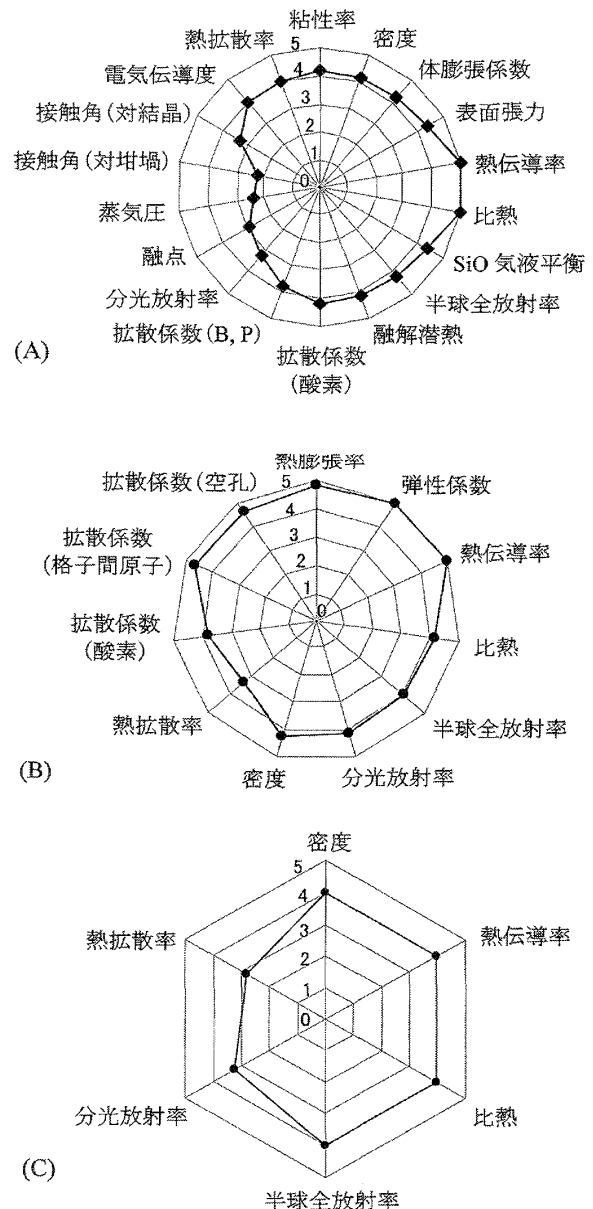 粘性率
密度
体膨張係数
表面張力
熱伝導率
比熱
SiO 気液平衡
半球全放射率
融解潜熱
拡散係数
(酸素)
拡散係数 (B, P)
分光放射率
融点
蒸気圧
接触角 (対坩堝)
接触角 (対結晶)
電気伝導度
熱拡散率
5
4
3
2
1
0
(A)
熱膨張率
弾性係数
熱伝導率
比熱
半球全放射率
分光放射率
密度
熱拡散率
拡散係数
(酸素)
拡散係数
(格子間原子)
拡散係数 (空孔)
5
4
3
2
1
0
(B)
密度
熱伝導率
比熱
半球全放射率
分光放射率
熱拡散率
5
4
3
2
1
0
(C)